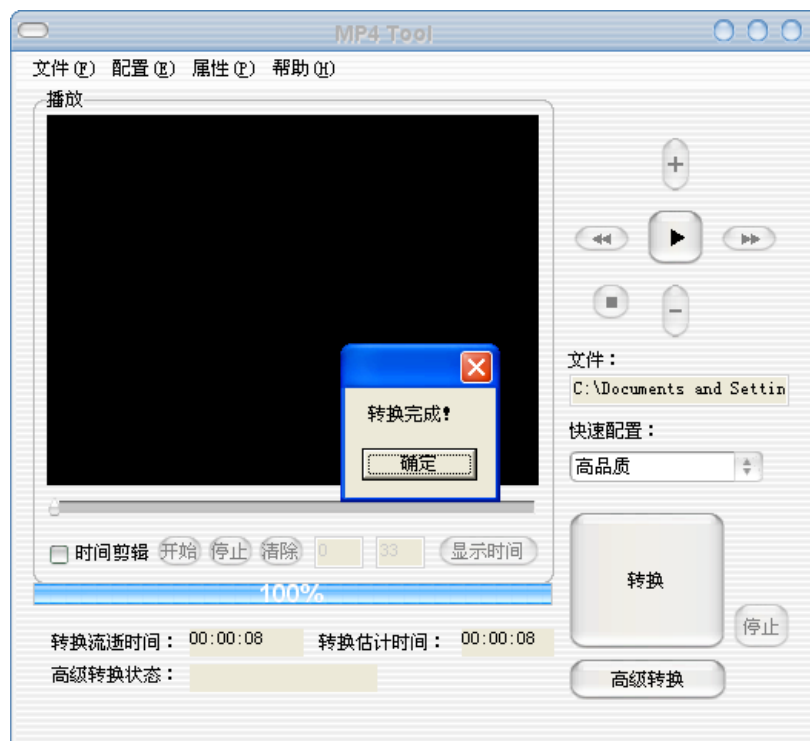 MP4 Tool
文件(F) 配置(E) 属性(P) 帮助(H)
播放
文件：
C:\Documents and Settin
转换完成!
快速配置：
确定
高品质
时间剪辑 开始 停止 清除 0 33 显示时间
100%
转换
停止
转换流逝时间： 00:00:08 转换估计时间： 00:00:08
高级转换状态：
高级转换